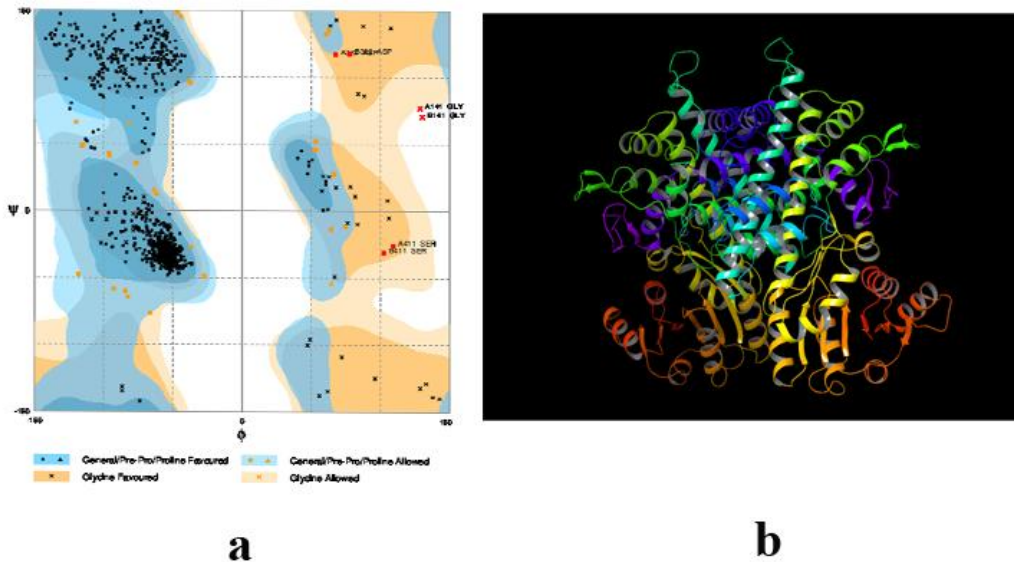 180
A141 GLY
B141 GLY
Ψ 0
A411 SER
B411 SER
-180
-180 0 180
Φ
General/Pre-Pro/Proline Favoured General/Pre-Pro/Proline Allowed
Glycine Favoured Glycine Allowed
a b